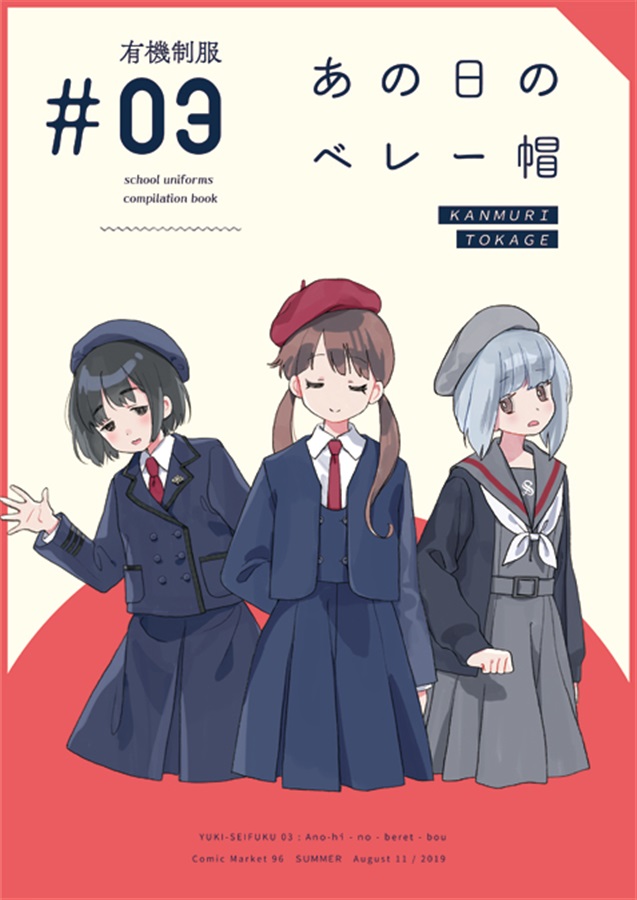 有機制服
#03
school uniforms
compilation book
あの日の
ベレー帽
KANMURI
TOKAGE
S
YUKI-SEIFUKU 03 : Ano-hi - no - beret - bou
Comic Market 96 SUMMER August 11 / 2019